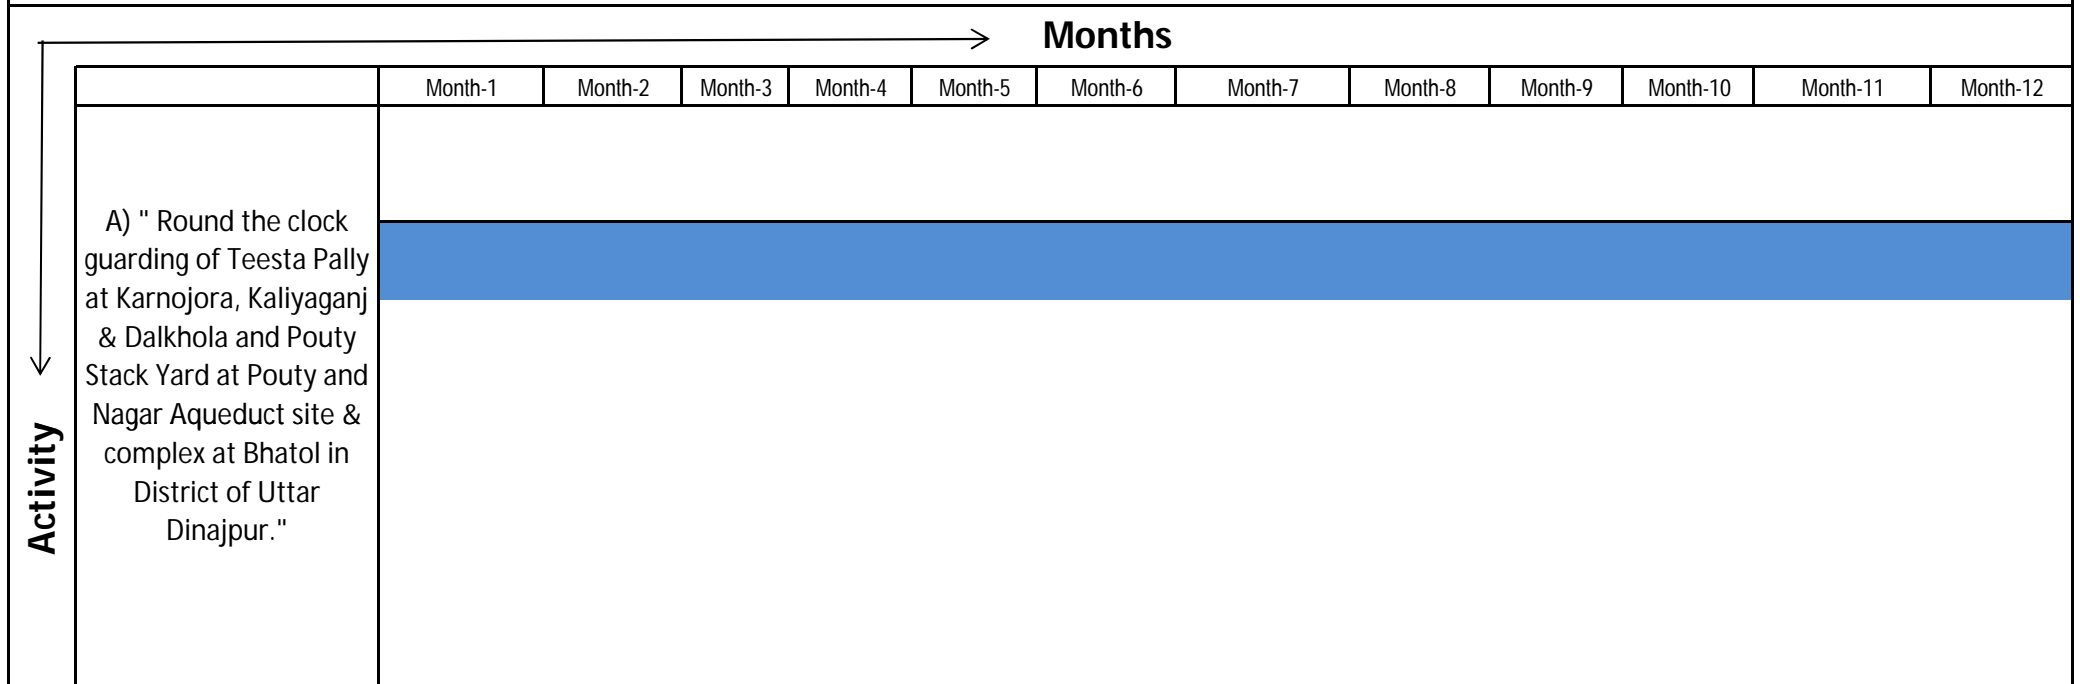 Months
Month-1 Month-2 Month-3 Month-4 Month-5 Month-6 Month-7 Month-8 Month-9 Month-10 Month-11 Month-12
A) " Round the clock
guarding of Teesta Pally
at Karnojora, Kaliyaganj
& Dalkhola and Pouty
Stack Yard at Pouty and
Nagar Aqueduct site &
complex at Bhatol in
District of Uttar
Dinajpur."
Activity